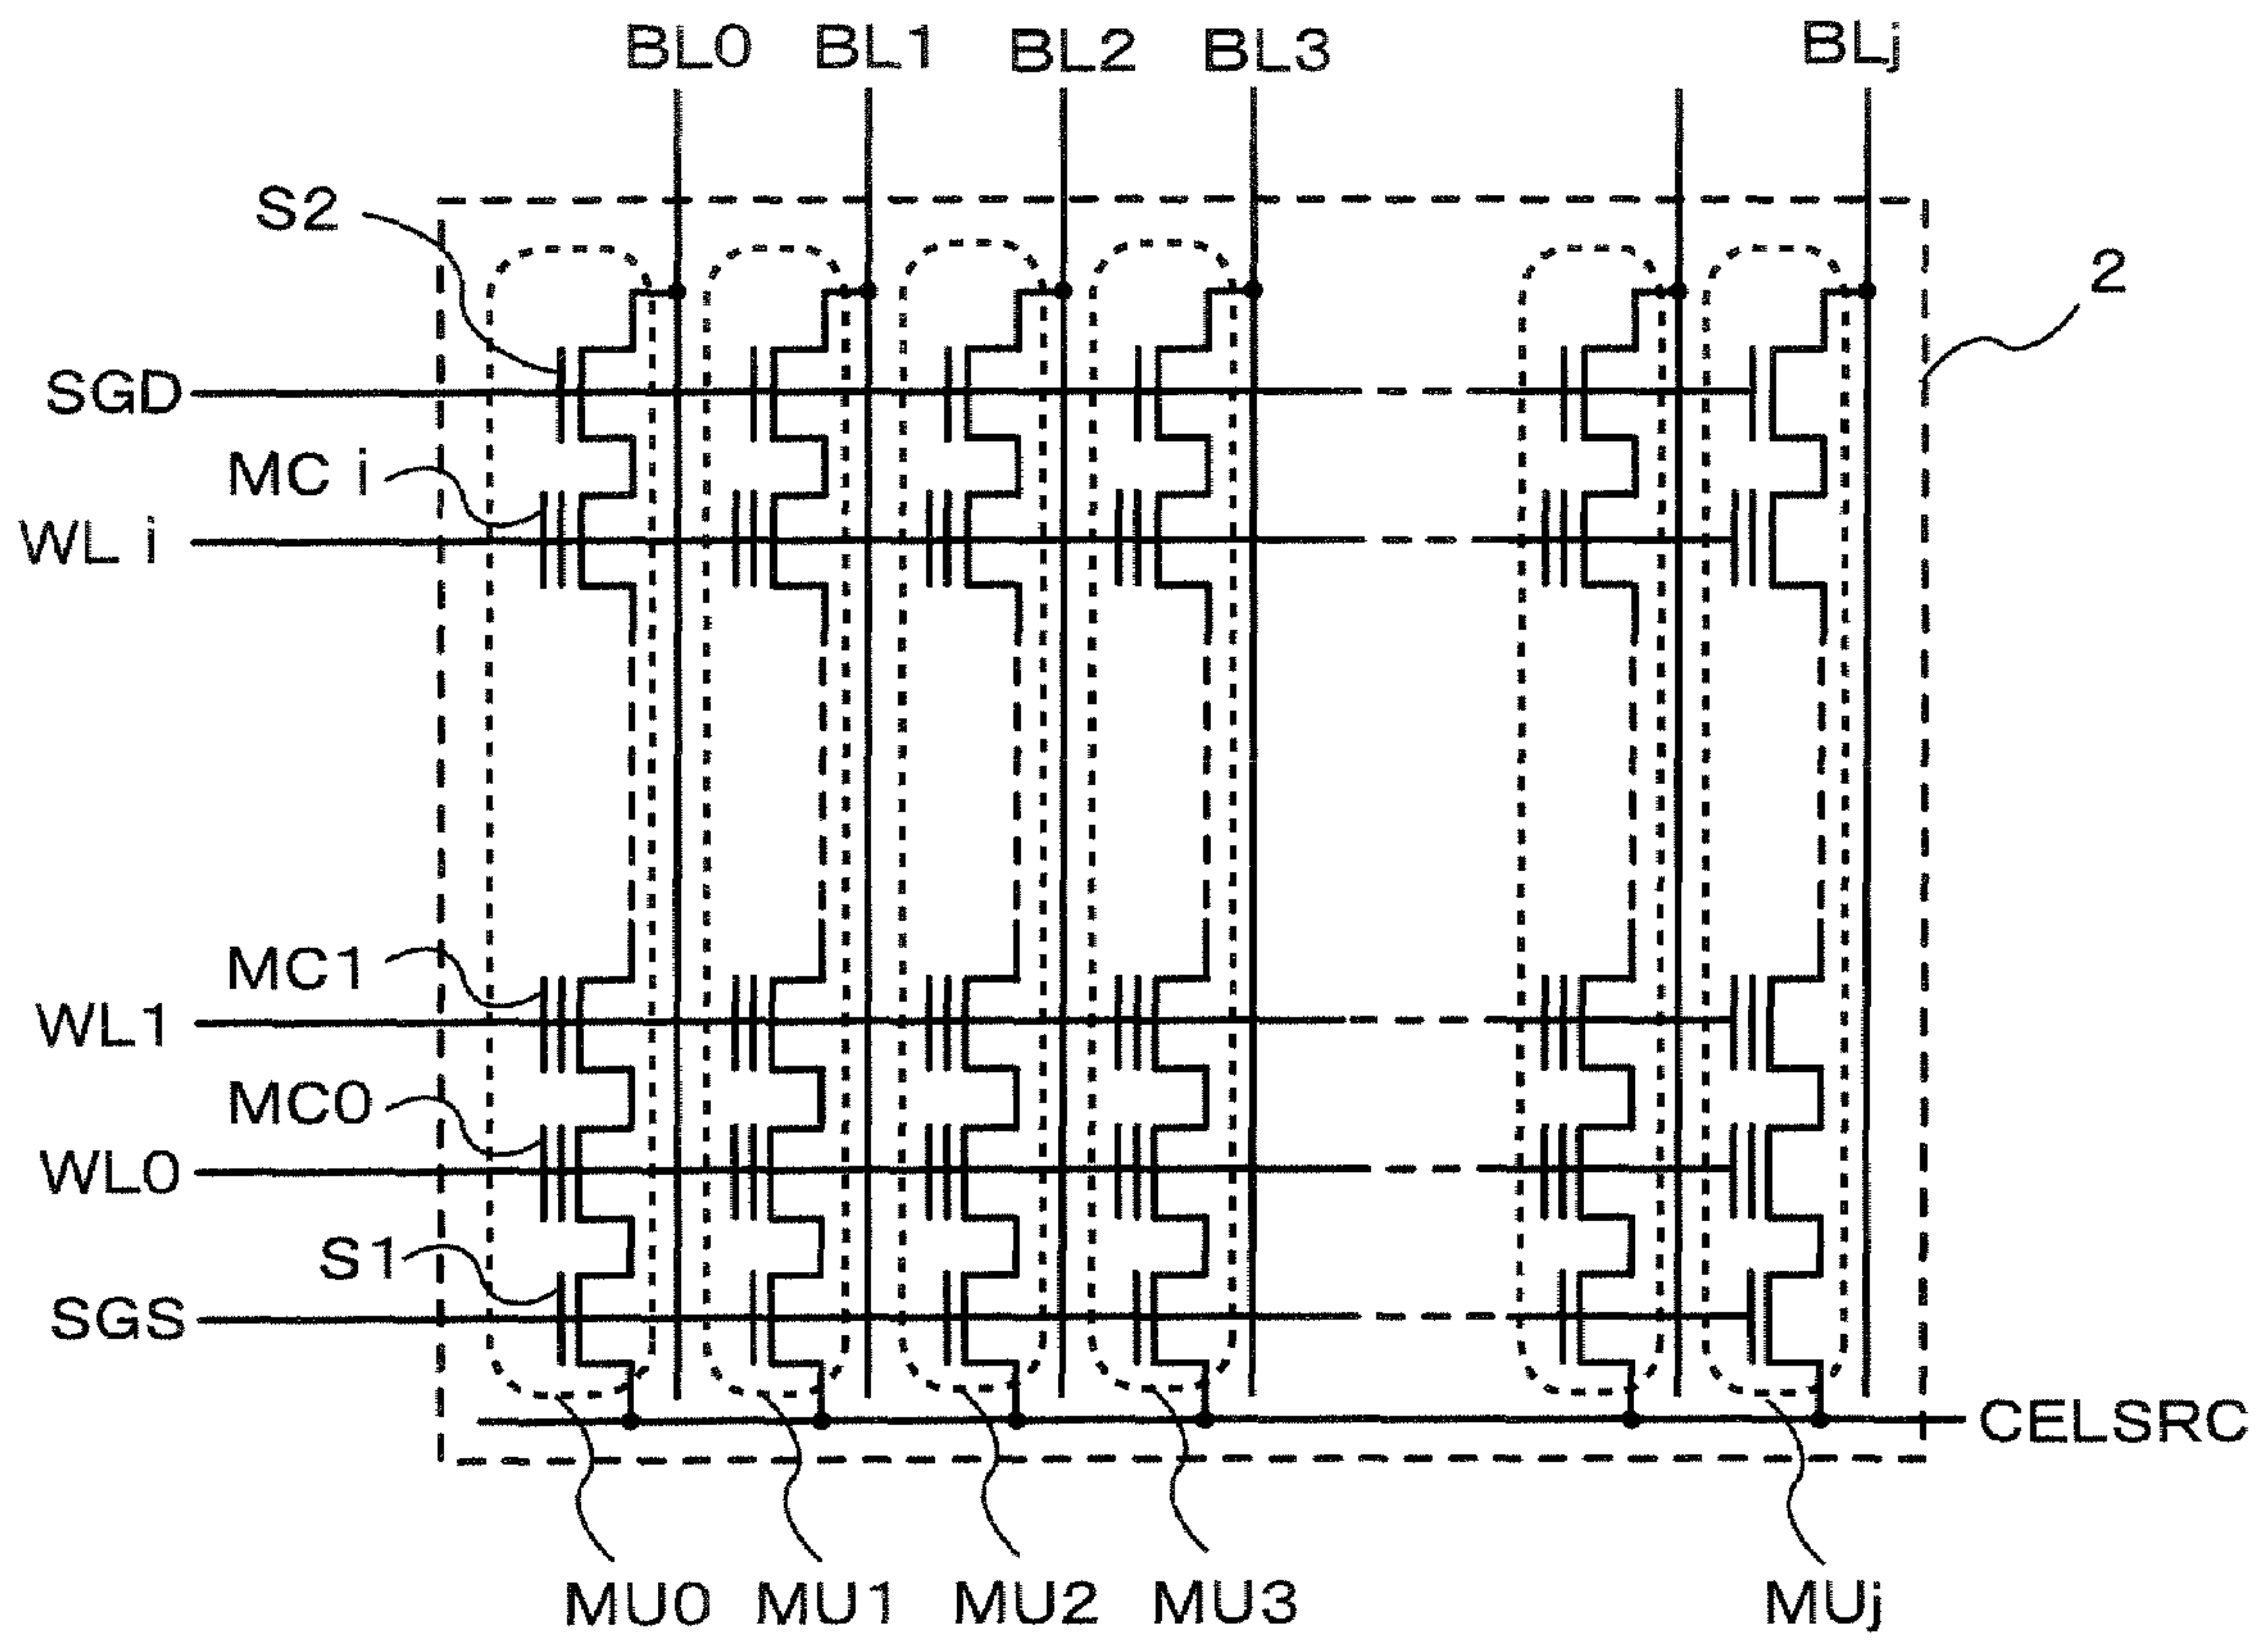 BL0 BL1 BL2 BL3 BLj
S2
2
SGD
MC i
WL i
MC1
WL1
MC0
WL0
S1
SGS
CELSRC
MU0 MU1 MU2 MU3 MUj